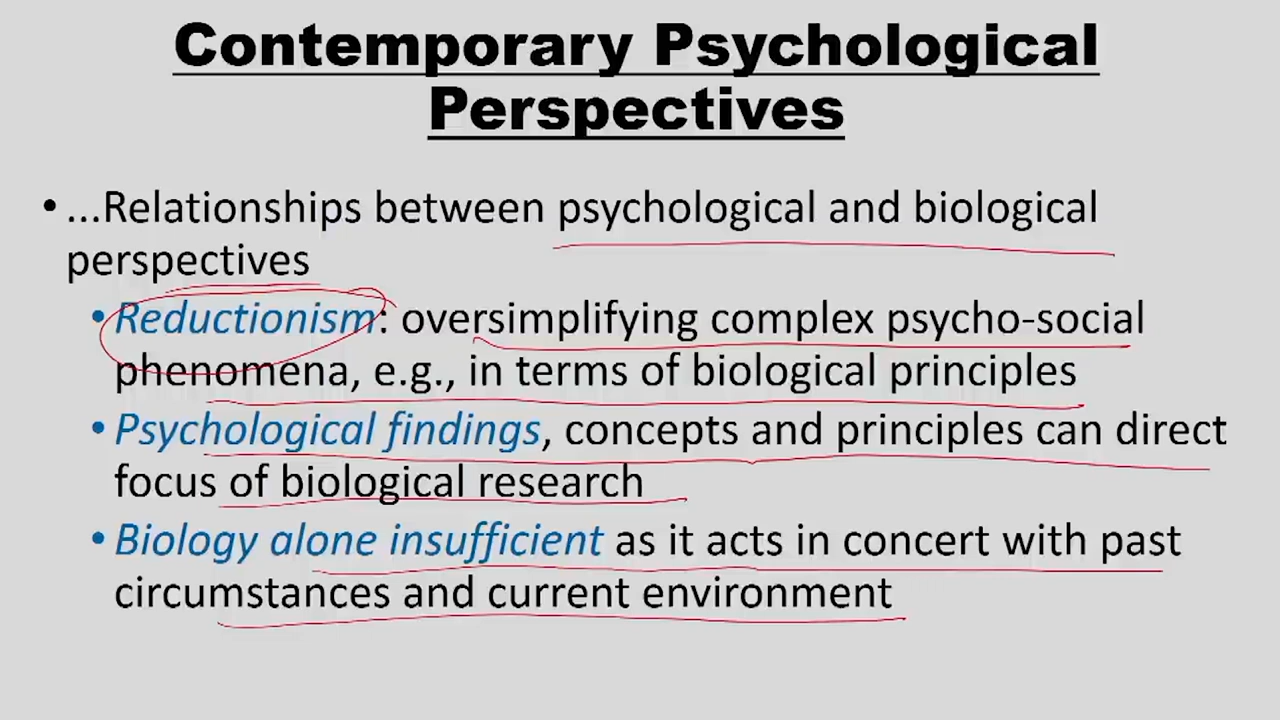 Contemporary Psychological
Perspectives
• ...Relationships between psychological and biological
perspectives
• Reductionism: oversimplifying complex psycho-social
phenomena, e.g., in terms of biological principles
• Psychological findings, concepts and principles can direct
focus of biological research
• Biology alone insufficient as it acts in concert with past
circumstances and current environment